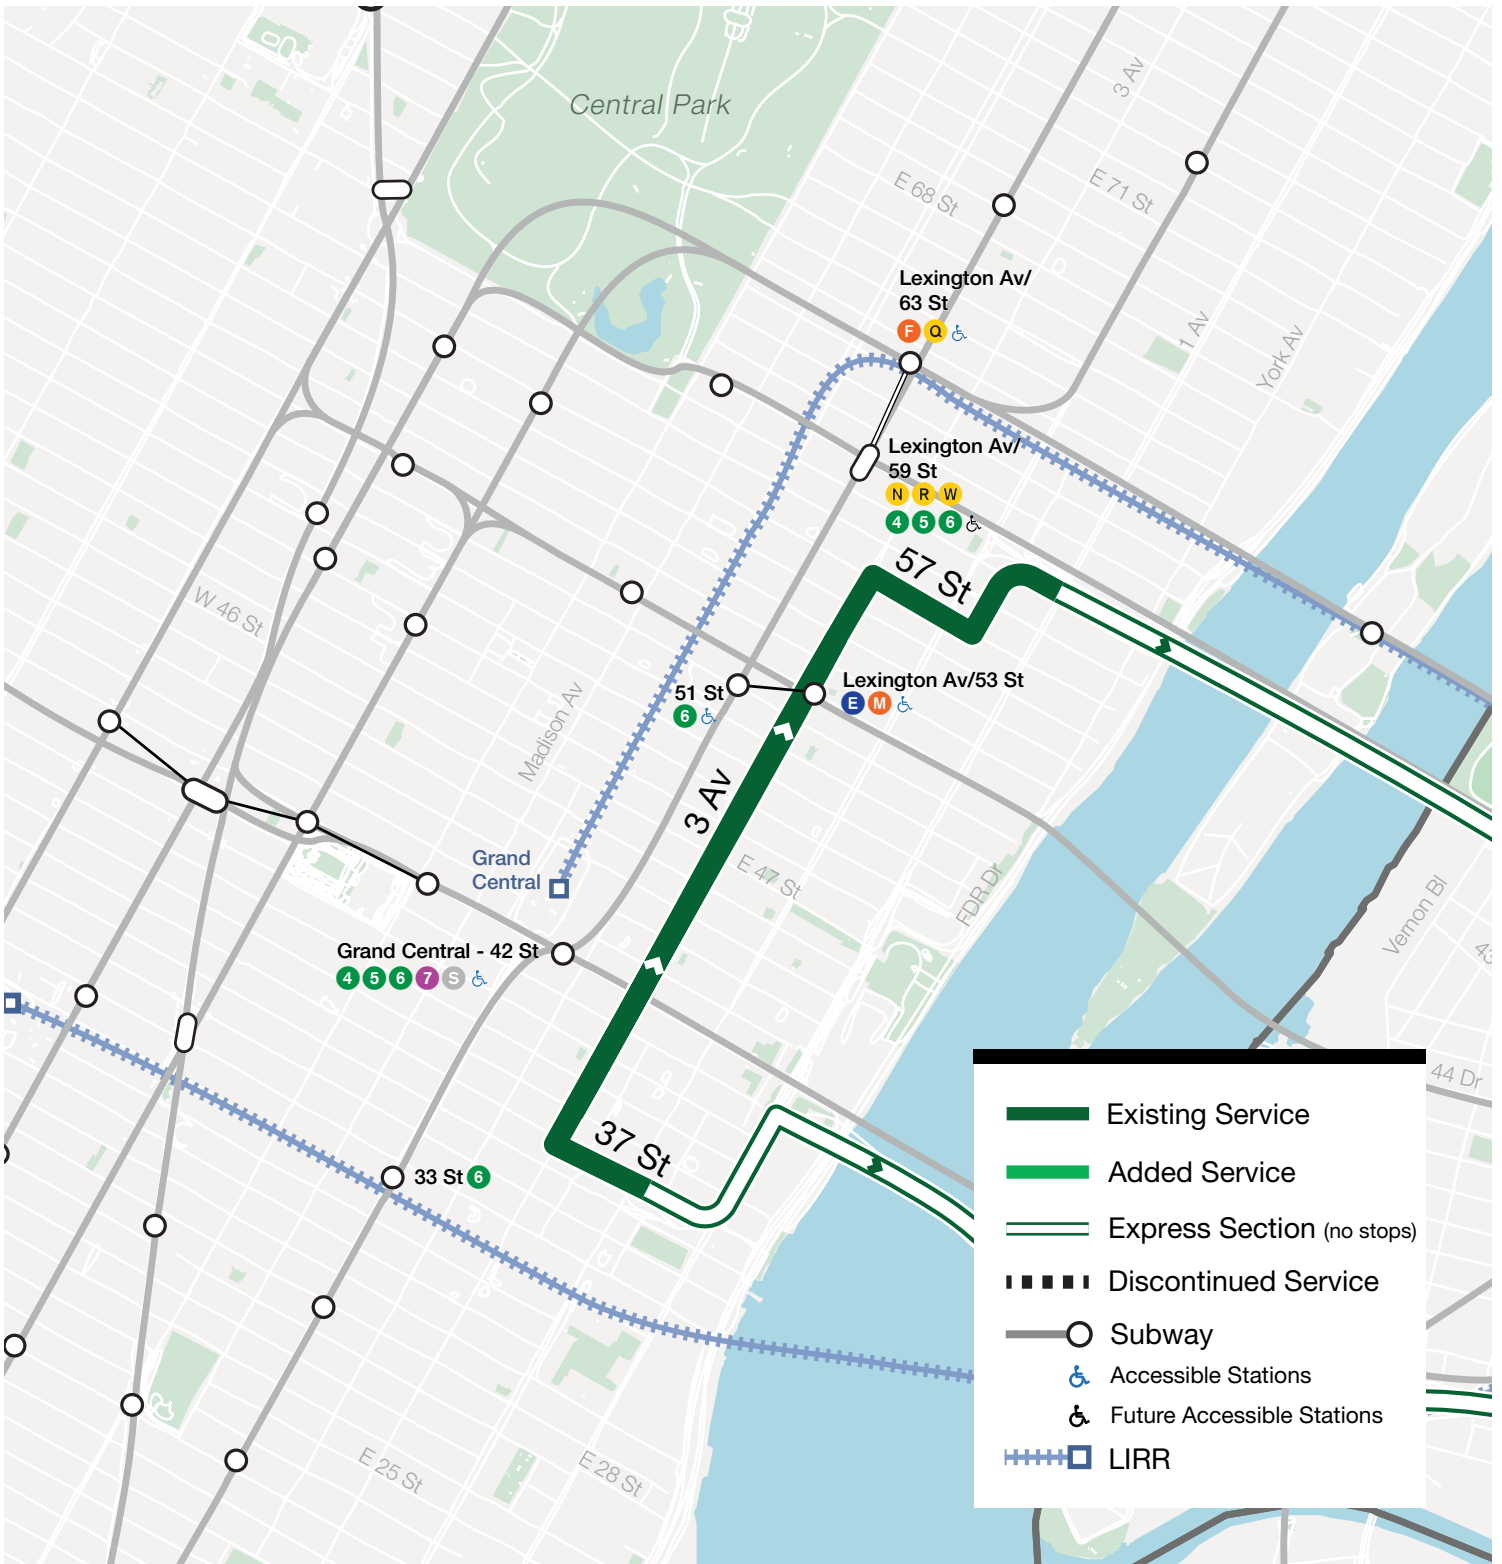 Central Park
3 Av
E 68 St
E 71 St
Lexington Av/
63 St
F Q
1 Av
York Av
Lexington Av/
59 St
N R W
4 5 6
57 St
W 46 St
Madison Av
51 St
6
Lexington Av/53 St
E M
3 Av
Grand
Central
E 47 St
FDR Dr
Vernon Bl
43
Grand Central - 42 St
4 5 6 7 S
44 Dr
37 St
33 St 6
E 25 St
E 28 St
Existing Service
Added Service
Express Section (no stops)
Discontinued Service
Subway
Accessible Stations
Future Accessible Stations
LIRR